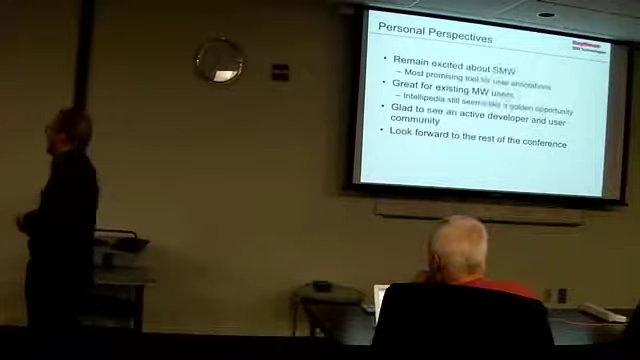 Personal Perspectives
• Remain excited about SMW
– Most promising tool for user annotations
• Great for existing MW users
– Intellipedia still seems like a golden opportunity
• Glad to see an active developer and user
community
• Look forward to the rest of the conference